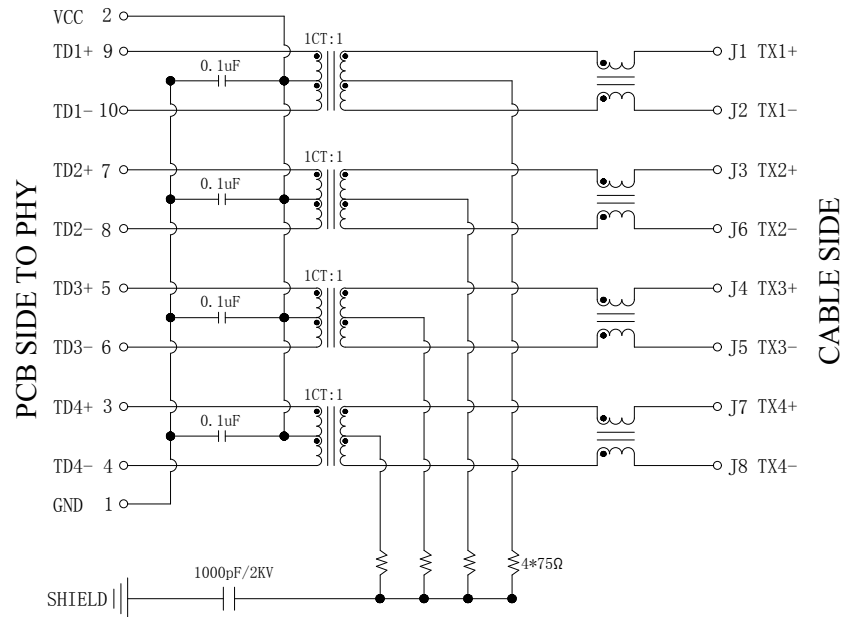 VCC 2
TD1+ 9
1CT:1
J1 TX1+
0.1uF
TD1- 10
J2 TX1-
TD2+ 7
1CT:1
J3 TX2+
0.1uF
TD2- 8
J6 TX2-
TD3+ 5
1CT:1
J4 TX3+
0.1uF
TD3- 6
J5 TX3-
TD4+ 3
1CT:1
J7 TX4+
0.1uF
TD4- 4
J8 TX4-
GND 1
PCB SIDE TO PHY
CABLE SIDE
4*75Ω
1000pF/2KV
SHIELD